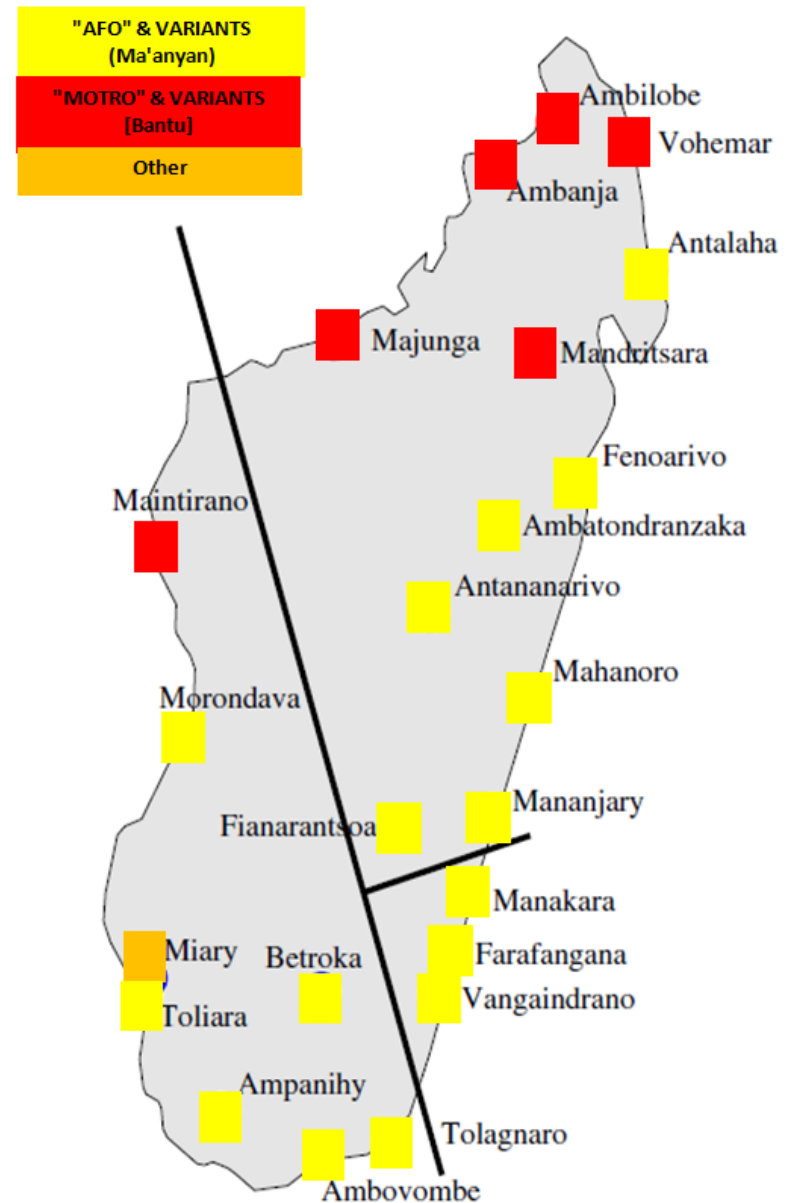 "AFO" & VARIANTS
(Ma'anyan)
"MOTRO" & VARIANTS
[Bantu]
Other
Ambilobe
Vohemar
Ambanja
Antalaha
Majunga
Mandritsara
Fenoarivo
Maintirano
Ambatondranzaka
Antananarivo
Mahanoro
Morondava
Mananjary
Fianarantsoa
Manakara
Miary
Betroka
Farafangana
Vangaindrano
Toliara
Ampanihy
Tolagnaro
Ambovombe